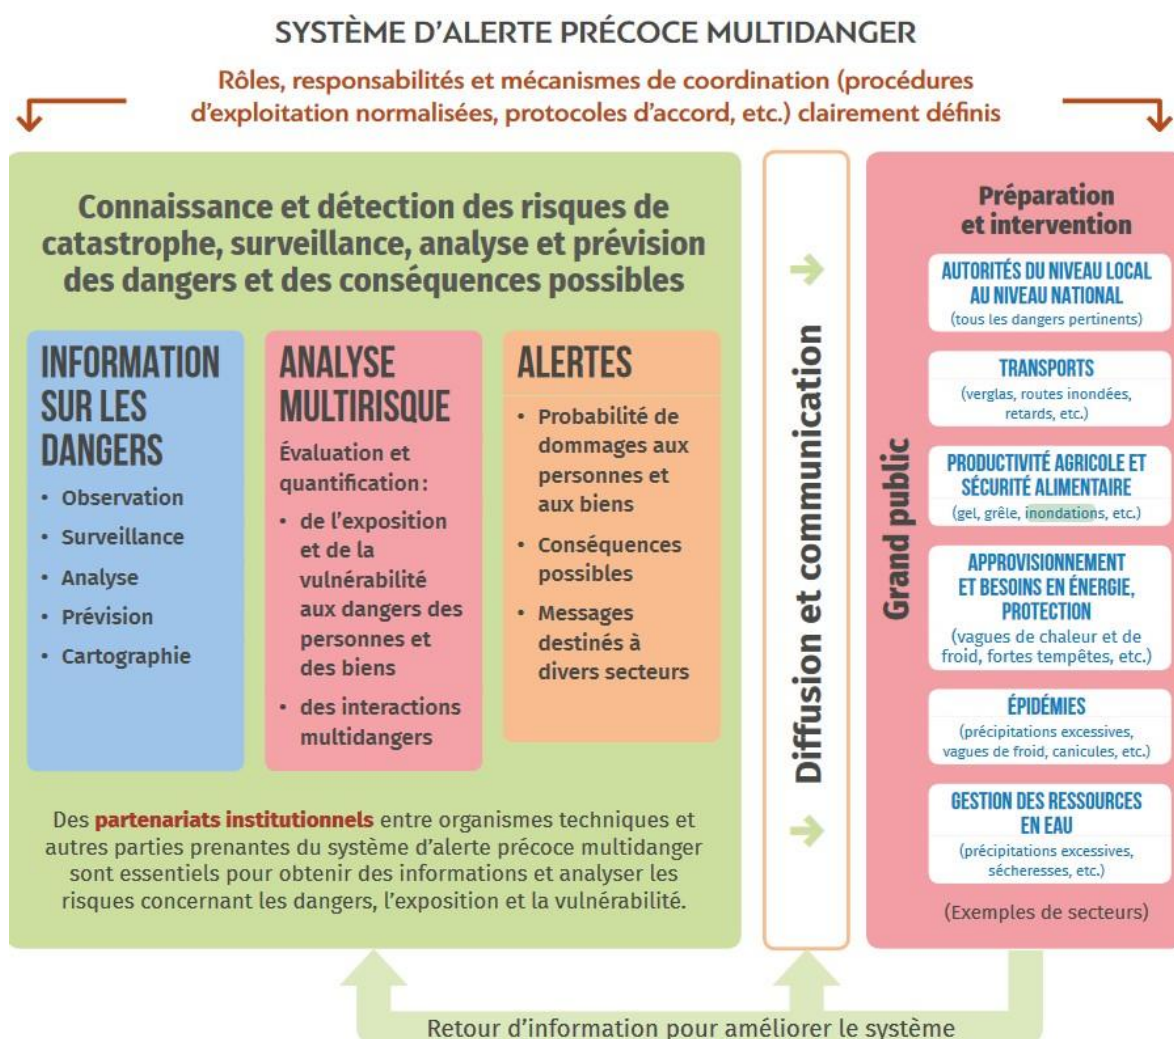 SYSTÈME D'ALERTE PRÉCOCE MULTIDANGER
Rôles, responsabilités et mécanismes de coordination (procédures
d'exploitation normalisées, protocoles d'accord, etc.) clairement définis
Connaissance et détection des risques de
catastrophe, surveillance, analyse et prévision
des dangers et des conséquences possibles
INFORMATION
SUR LES
DANGERS
• Observation
• Surveillance
• Analyse
• Prévision
• Cartographie
ANALYSE
MULTIRISQUE
Évaluation et
quantification :
• de l'exposition
et de la
vulnérabilité
aux dangers des
personnes et
des biens
• des interactions
multidangers
ALERTES
• Probabilité de
dommages aux
personnes et
aux biens
• Conséquences
possibles
• Messages
destinés à
divers secteurs
Des partenariats institutionnels entre organismes techniques et
autres parties prenantes du système d'alerte précoce multidanger
sont essentiels pour obtenir des informations et analyser les
risques concernant les dangers, l'exposition et la vulnérabilité.
Diffusion et communication
Grand public
Préparation
et intervention
AUTORITÉS DU NIVEAU LOCAL
AU NIVEAU NATIONAL
(tous les dangers pertinents)
TRANSPORTS
(verglas, routes inondées,
retards, etc.)
PRODUCTIVITÉ AGRICOLE ET
SÉCURITÉ ALIMENTAIRE
(gel, grêle, inondations, etc.)
APPROVISIONNEMENT
ET BESOINS EN ÉNERGIE,
PROTECTION
(vagues de chaleur et de
froid, fortes tempêtes, etc.)
ÉPIDÉMIES
(précipitations excessives,
vagues de froid, canicules, etc.)
GESTION DES RESSOURCES
EN EAU
(précipitations excessives,
sécheresses, etc.)
(Exemples de secteurs)
Retour d'information pour améliorer le système